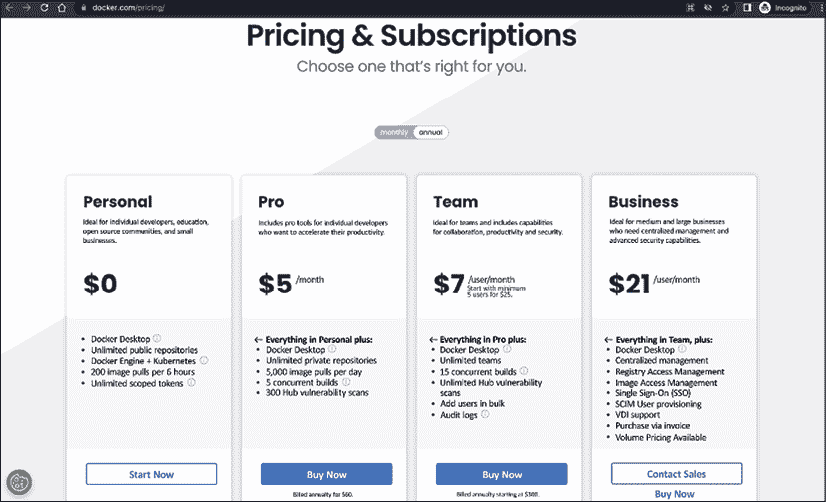 docker.com/pricing/
Incognito
Pricing & Subscriptions
Choose one that's right for you.
monthly annual
Personal
Ideal for individual developers, education,
open source communities, and small
businesses.
$0
• Docker Desktop
• Unlimited public repositories
• Docker Engine + Kubernetes
• 200 image pulls per 6 hours
• Unlimited scoped tokens
Start Now
Pro
Includes pro tools for individual developers
who want to accelerate their productivity.
$5 /month
← Everything in Personal plus:
• Docker Desktop
• Unlimited private repositories
• 5,000 image pulls per day
• 5 concurrent builds
• 300 Hub vulnerability scans
Buy Now
Billed annually for $60.
Team
Ideal for teams and includes capabilities
for collaboration, productivity and security.
$7 /user/month
Start with minimum
5 users for $25.
← Everything in Pro plus:
• Docker Desktop
• Unlimited teams
• 15 concurrent builds
• Unlimited Hub vulnerability
scans
• Add users in bulk
• Audit logs
Buy Now
Billed annually starting at $300.
Business
Ideal for medium and large businesses
who need centralized management and
advanced security capabilities.
$21 /user/month
← Everything in Team, plus:
• Docker Desktop
• Centralized management
• Registry Access Management
• Image Access Management
• Single Sign-On (SSO)
• SCIM User provisioning
• VDI support
• Purchase via invoice
• Volume Pricing Available
Contact Sales
Buy Now